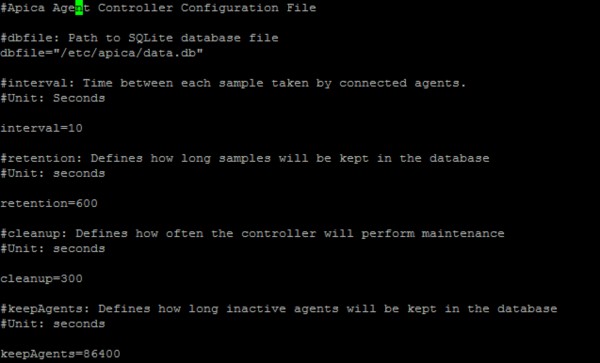 #Apica Agent Controller Configuration File
#dbfile: Path to SQLite database file
dbfile="/etc/apica/data.db"
#interval: Time between each sample taken by connected agents.
#Unit: Seconds
interval=10
#retention: Defines how long samples will be kept in the database
#Unit: seconds
retention=600
#cleanup: Defines how often the controller will perform maintenance
#Unit: seconds
cleanup=300
#keepAgents: Defines how long inactive agents will be kept in the database
#Unit: seconds
keepAgents=86400